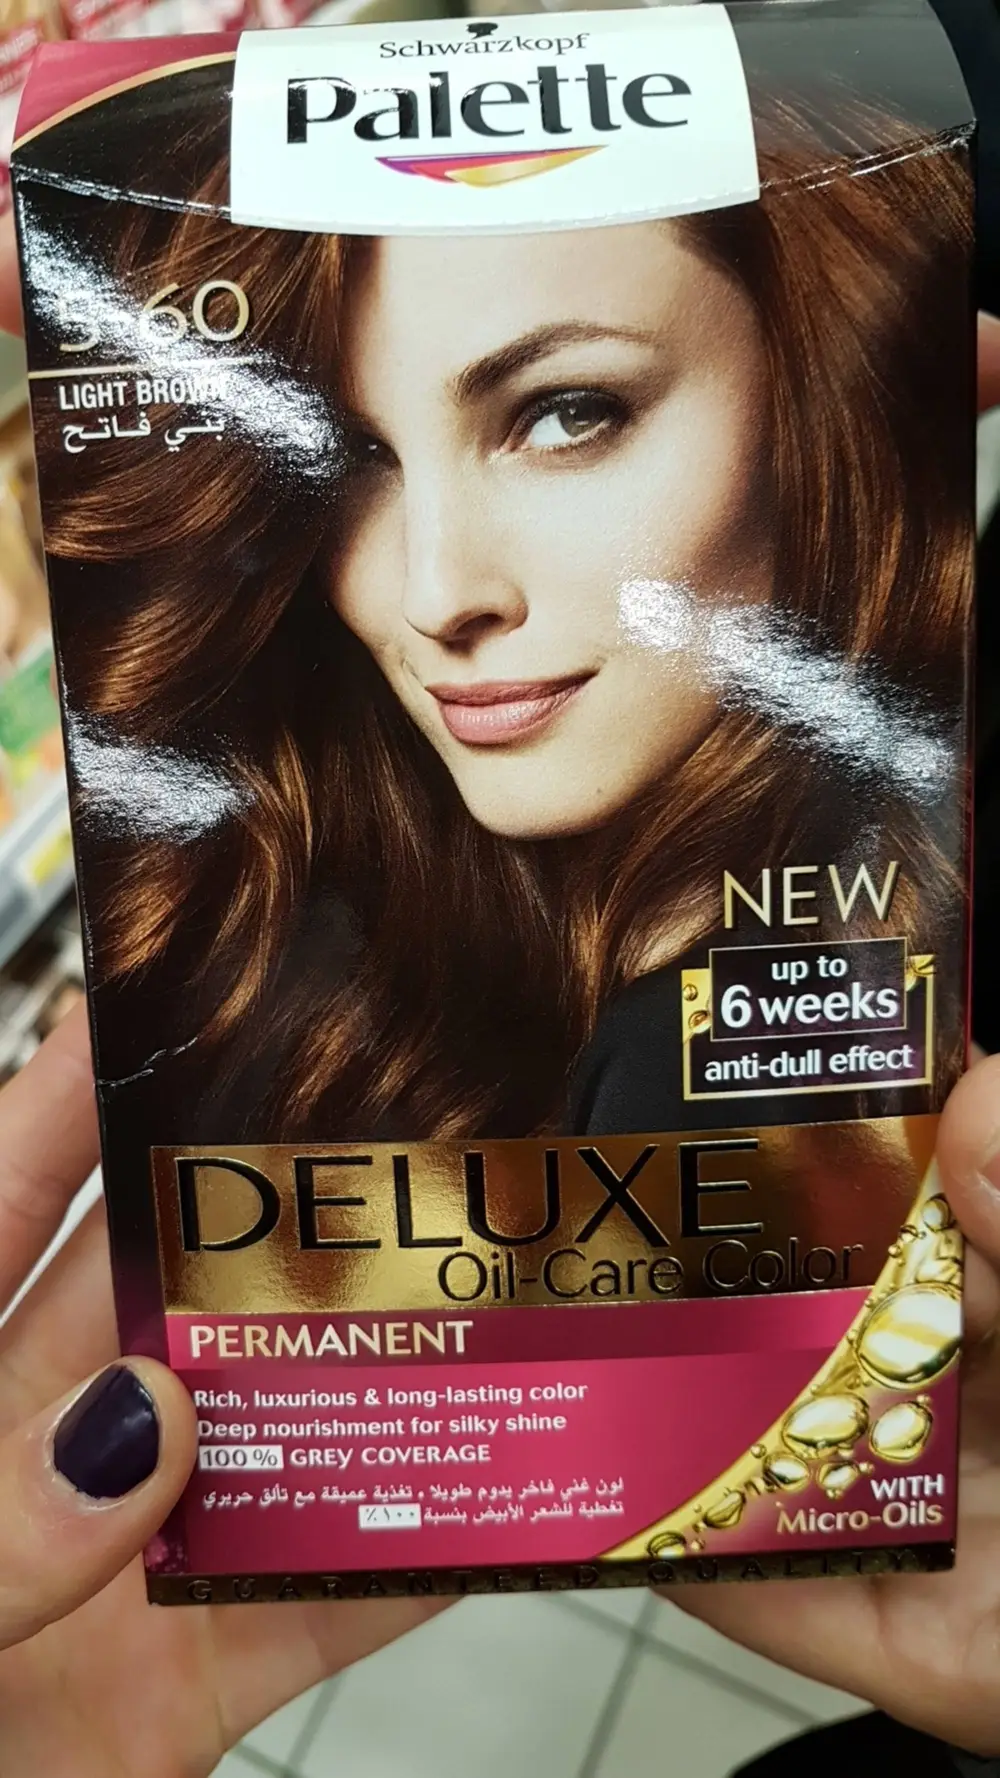 Schwarzkopf
Palette
5-60
LIGHT BROWN
بني فاتح
NEW
up to
6 weeks
anti-dull effect
DELUXE
Oil-Care Color
PERMANENT
Rich, luxurious & long-lasting color
Deep nourishment for silky shine
100% GREY COVERAGE
لون غني فاخر يدوم طويلا • تغذية عميقة مع تألق حريري
تغطية للشعر الأبيض بنسبة ١٠٠٪
WITH
Micro-Oils
GUARANTEED QUALITY